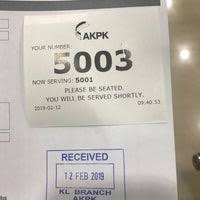 AKPK
YOUR NUMBER:
5003
NOW SERVING: 5001
PLEASE BE SEATED.
YOU WILL BE SERVED SHORTLY.
2019-02-12 09:40:53
RECEIVED
12 FEB 2019
KL BRANCH
AKPK